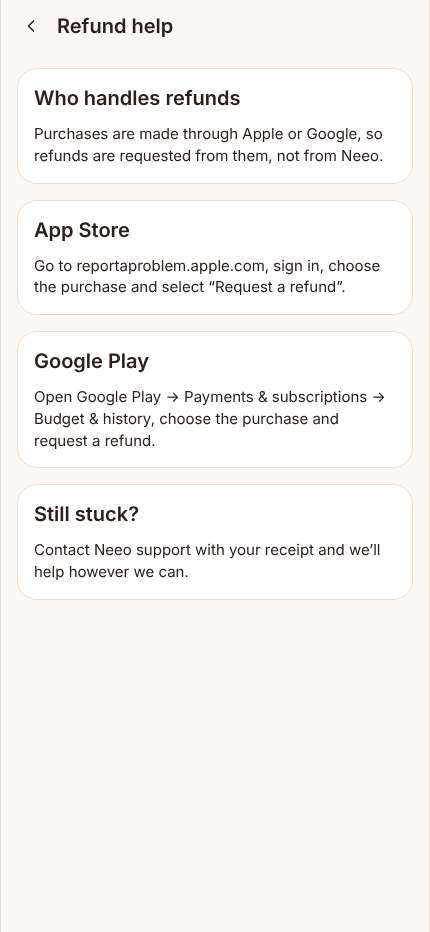 Refund help
Who handles refunds
Purchases are made through Apple or Google, so
refunds are requested from them, not from Neeo.
App Store
Go to reportaproblem.apple.com, sign in, choose
the purchase and select “Request a refund”.
Google Play
Open Google Play → Payments & subscriptions →
Budget & history, choose the purchase and
request a refund.
Still stuck?
Contact Neeo support with your receipt and we’ll
help however we can.